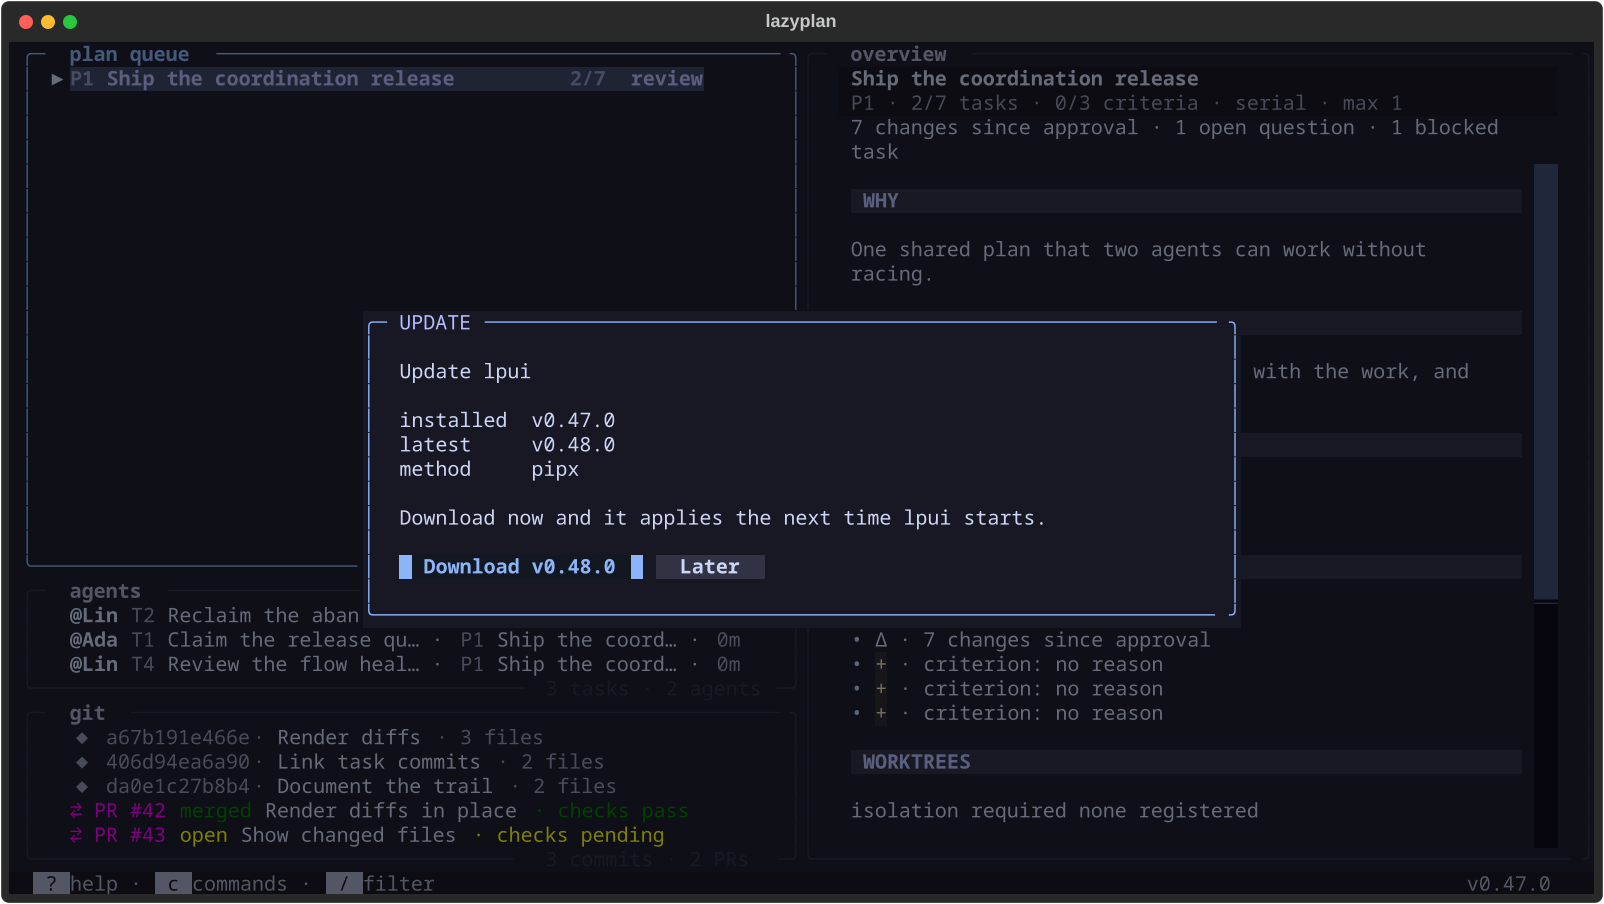 lazyplan
plan queue
▶ P1 Ship the coordination release 2/7 review
agents
@Lin T2 Reclaim the aban
@Ada T1 Claim the release qu… · P1 Ship the coord… · 0m
@Lin T4 Review the flow heal… · P1 Ship the coord… · 0m
3 tasks · 2 agents
git
◆ a67b191e466e · Render diffs · 3 files
◆ 406d94ea6a90 · Link task commits · 2 files
◆ da0e1c27b8b4 · Document the trail · 2 files
⇄ PR #42 merged Render diffs in place · checks pass
⇄ PR #43 open Show changed files · checks pending
3 commits · 2 PRs
overview
Ship the coordination release
P1 · 2/7 tasks · 0/3 criteria · serial · max 1
7 changes since approval · 1 open question · 1 blocked
task
WHY
One shared plan that two agents can work without
racing.
with the work, and
• Δ · 7 changes since approval
• + · criterion: no reason
• + · criterion: no reason
• + · criterion: no reason
WORKTREES
isolation required none registered
UPDATE
Update lpui
installed v0.47.0
latest v0.48.0
method pipx
Download now and it applies the next time lpui starts.
Download v0.48.0 Later
? help · c commands · / filter
v0.47.0